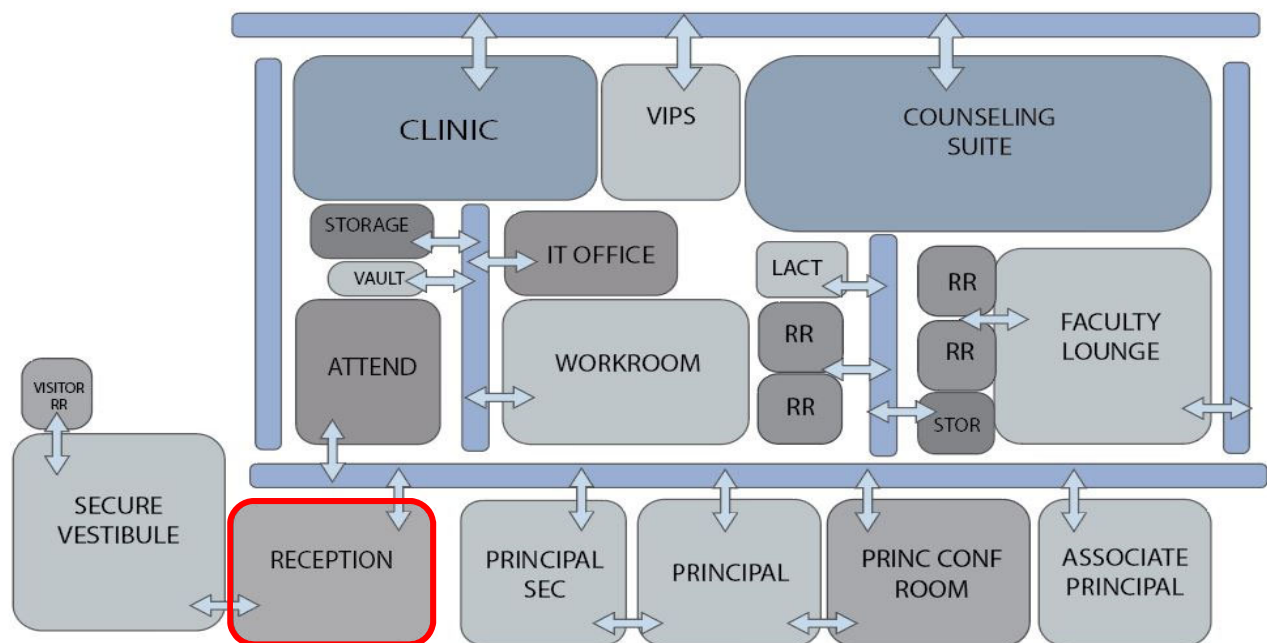 CLINIC
VIPS
COUNSELING
SUITE
STORAGE
IT OFFICE
VAULT
LACT
RR
FACULTY
LOUNGE
ATTEND
WORKROOM
RR
RR
RR
STOR
VISITOR
RR
SECURE
VESTIBULE
RECEPTION
PRINCIPAL
SEC
PRINCIPAL
PRINC CONF
ROOM
ASSOCIATE
PRINCIPAL